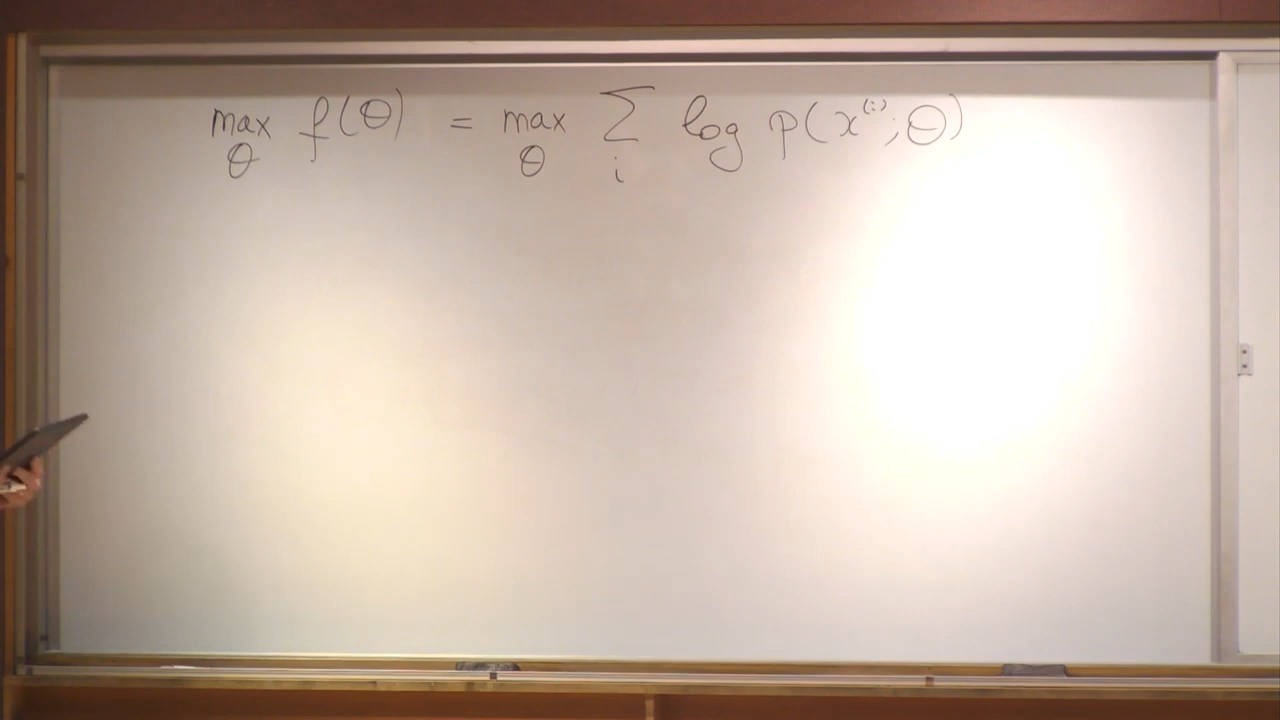 max f(θ) = max Σ log p(x⁽ⁱ⁾; θ)
θ θ i